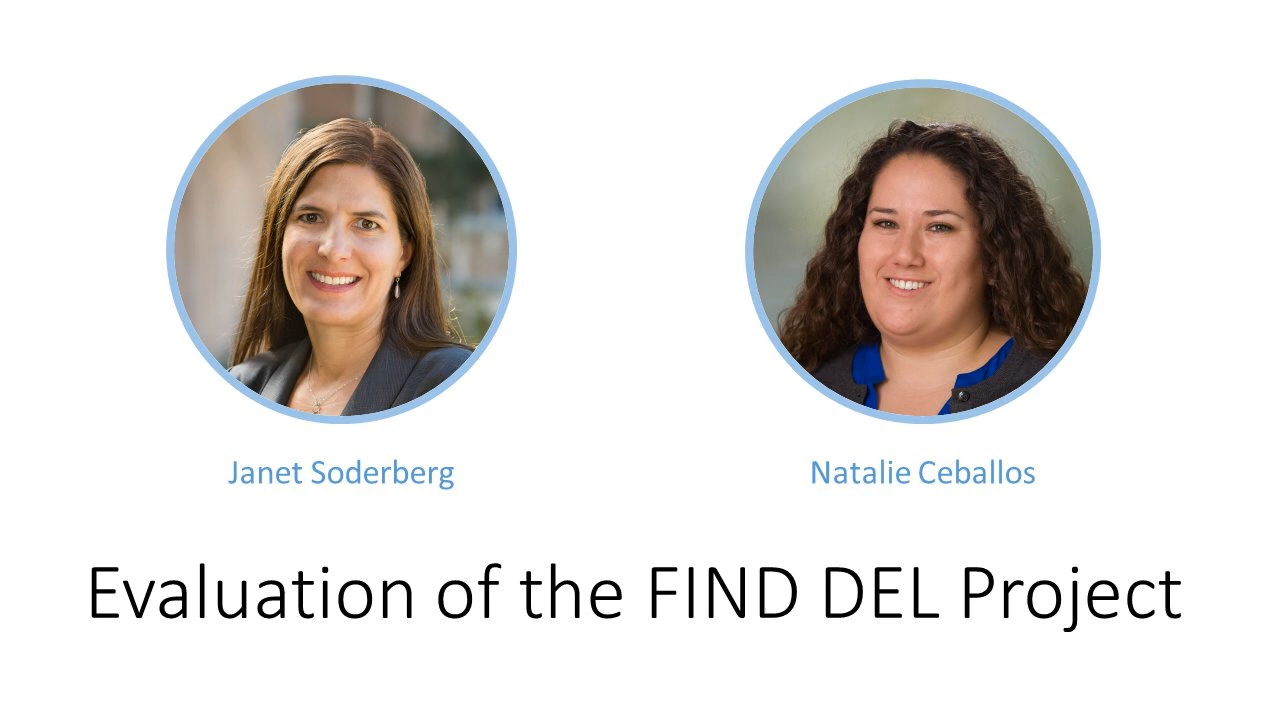 Janet Soderberg
Natalie Ceballos
Evaluation of the FIND DEL Project